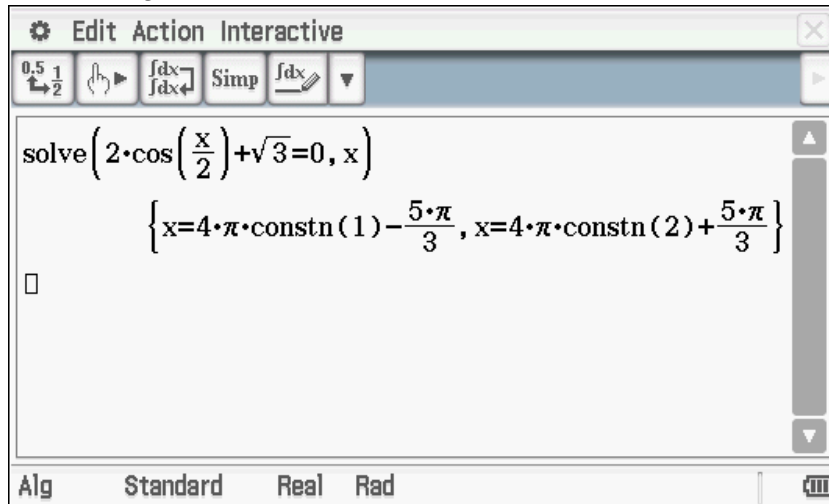 Edit Action Interactive
0.5 1/2 ∫dx ∫dx Simp ∫dx
solve(2·cos(x/2)+√3=0, x)
{x=4·π·constn(1)-5·π/3, x=4·π·constn(2)+5·π/3}
Alg Standard Real Rad